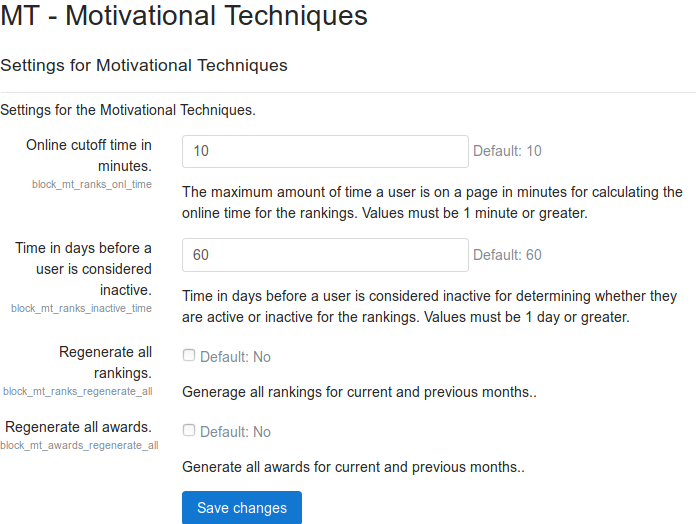 MT - Motivational Techniques
Settings for Motivational Techniques
Settings for the Motivational Techniques.
Online cutoff time in
minutes.
block_mt_ranks_onl_time
10
Default: 10
The maximum amount of time a user is on a page in minutes for calculating the
online time for the rankings. Values must be 1 minute or greater.
Time in days before a
user is considered
inactive.
block_mt_ranks_inactive_time
60
Default: 60
Time in days before a user is considered inactive for determining whether they
are active or inactive for the rankings. Values must be 1 day or greater.
Regenerate all
rankings.
block_mt_ranks_regenerate_all
Default: No
Generage all rankings for current and previous months..
Regenerate all awards.
block_mt_awards_regenerate_all
Default: No
Generate all awards for current and previous months..
Save changes